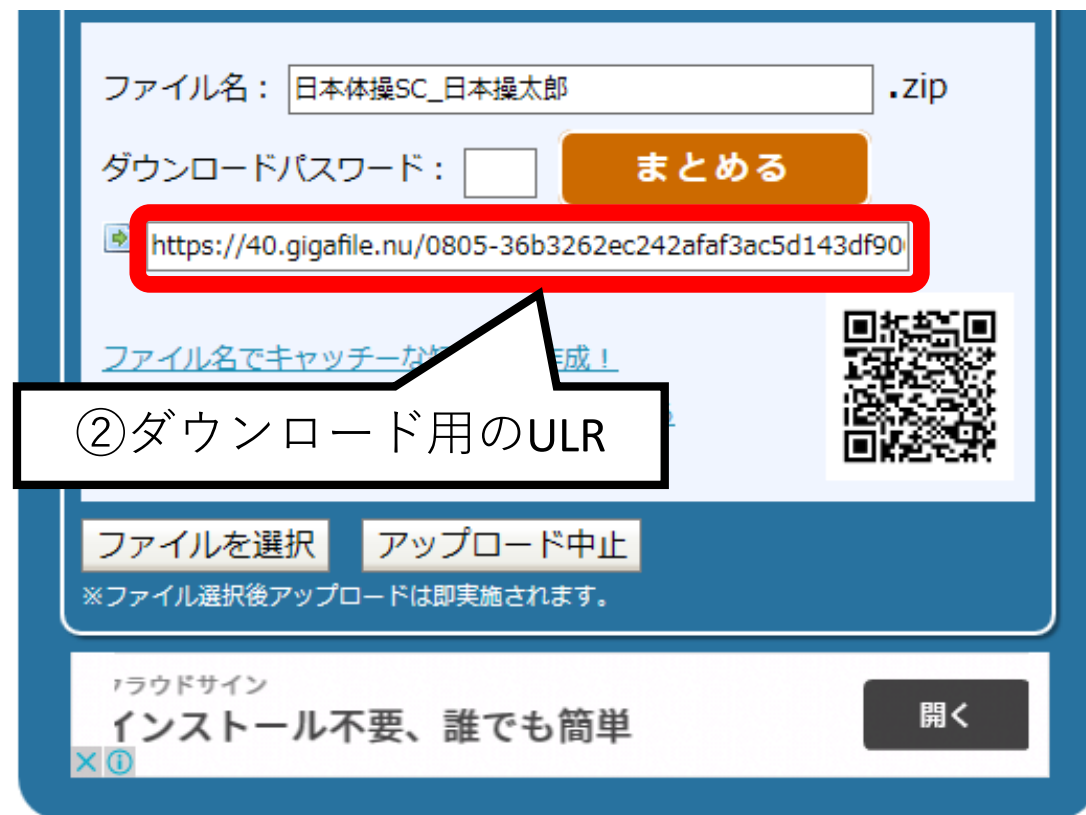 ファイル名： 日本体操SC_日本操太郎 .zip
ダウンロードパスワード： まとめる
https://40.gigafile.nu/0805-36b3262ec242afaf3ac5d143df90
ファイル名でキャッチーな 作成！
②ダウンロード用のULR
ファイルを選択 アップロード中止
※ファイル選択後アップロードは即実施されます。
ラウドサイン
インストール不要、誰でも簡単
開く